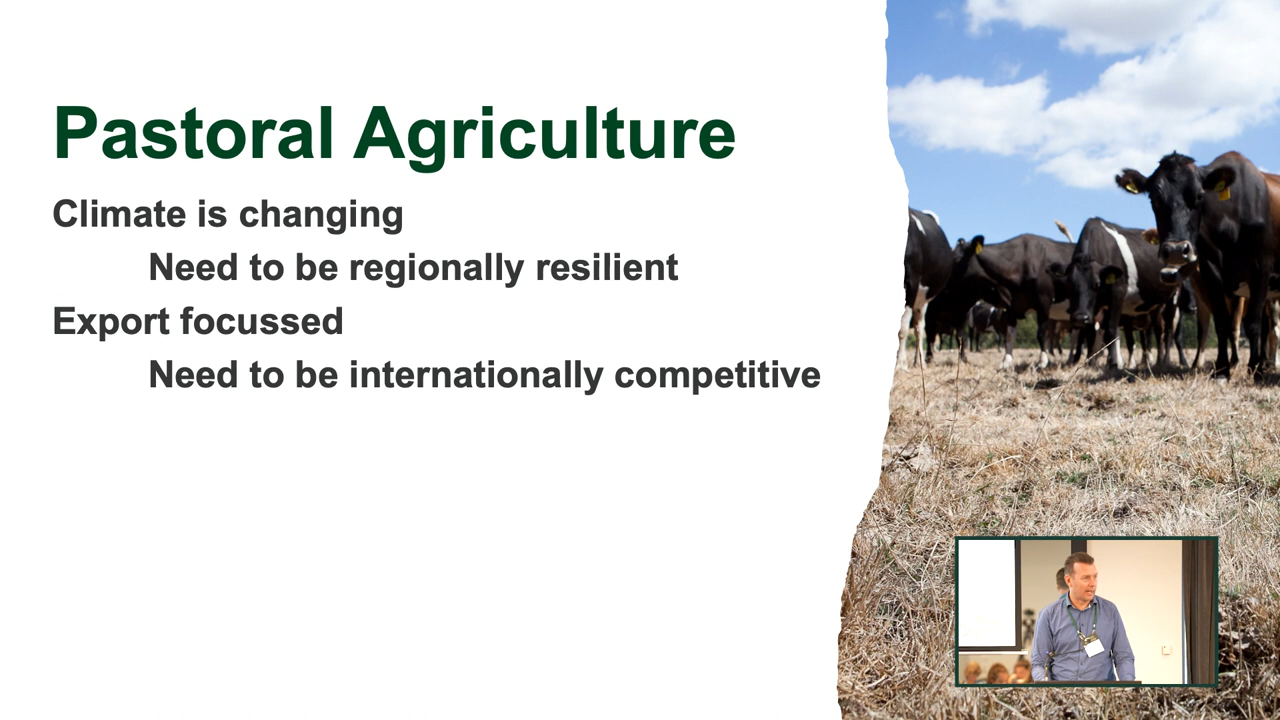 Pastoral Agriculture
Climate is changing
Need to be regionally resilient
Export focussed
Need to be internationally competitive